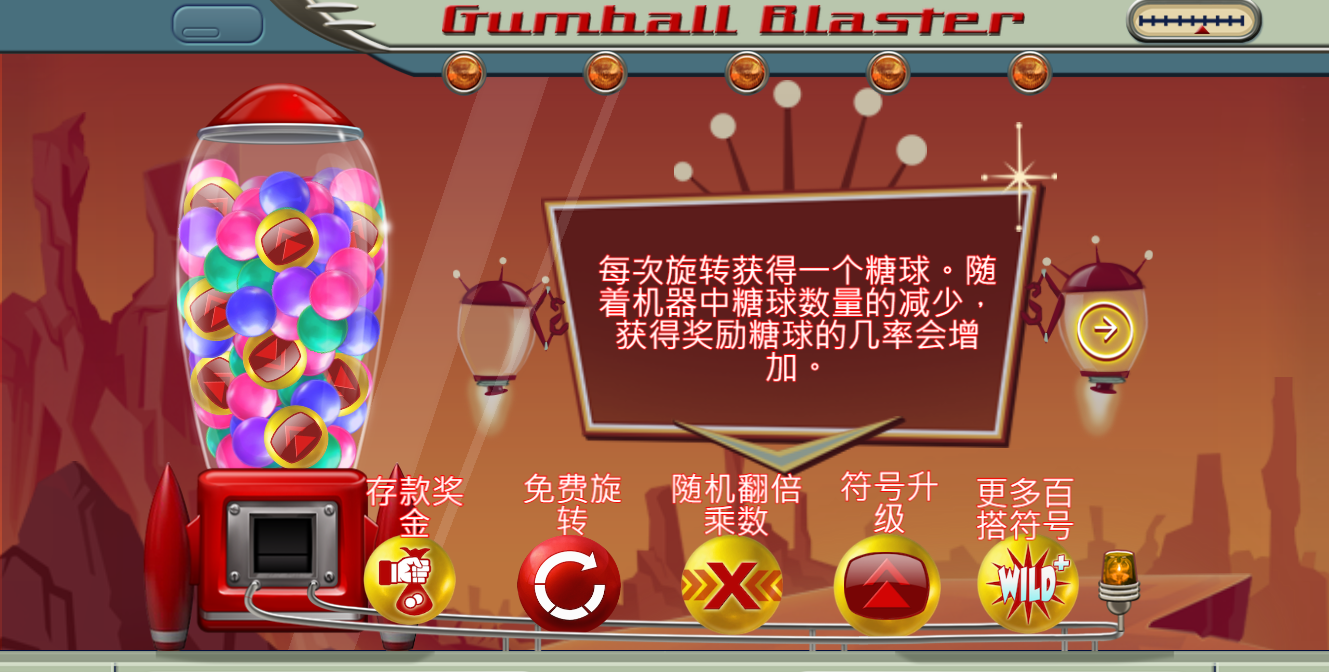 Gumball Blaster
每次旋转获得一个糖球。随
着机器中糖球数量的减少，
获得奖励糖球的几率会增
加。
存款奖
金
免费旋
转
随机翻倍
乘数
符号升
级
更多百
搭符号
X
WILD+